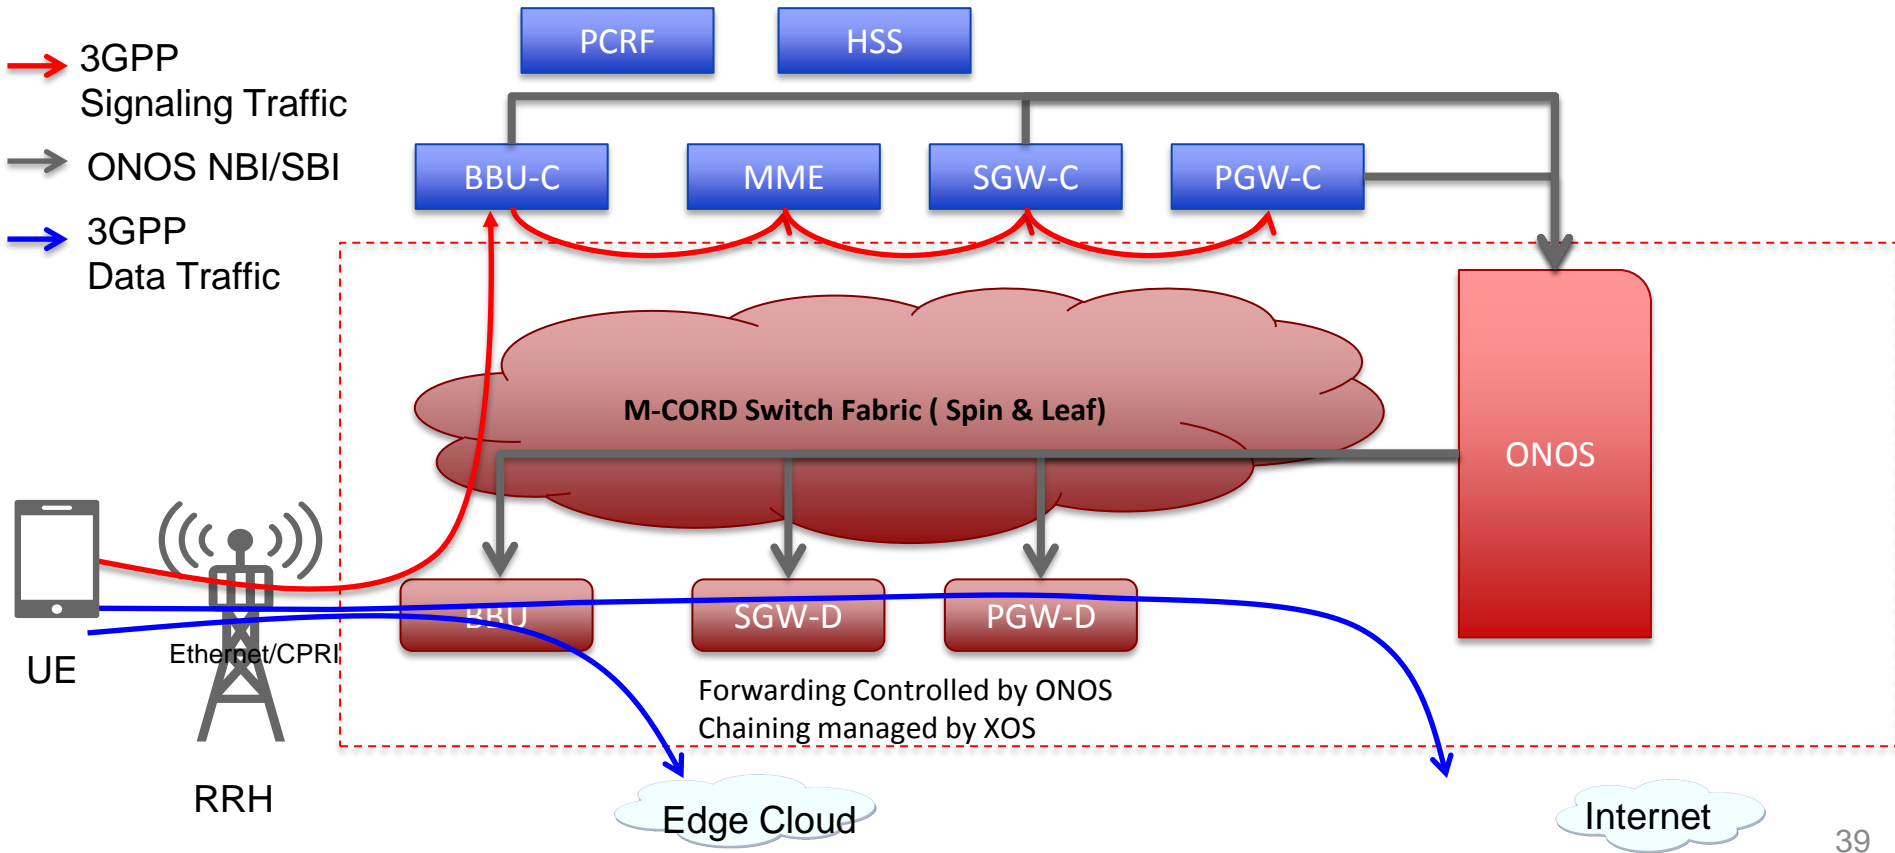 3GPP
Signaling Traffic
ONOS NBI/SBI
3GPP
Data Traffic
PCRF
HSS
BBU-C
MME
SGW-C
PGW-C
M-CORD Switch Fabric ( Spin & Leaf)
ONOS
BBU
SGW-D
PGW-D
Ethernet/CPRI
UE
RRH
Forwarding Controlled by ONOS
Chaining managed by XOS
Edge Cloud
Internet
39